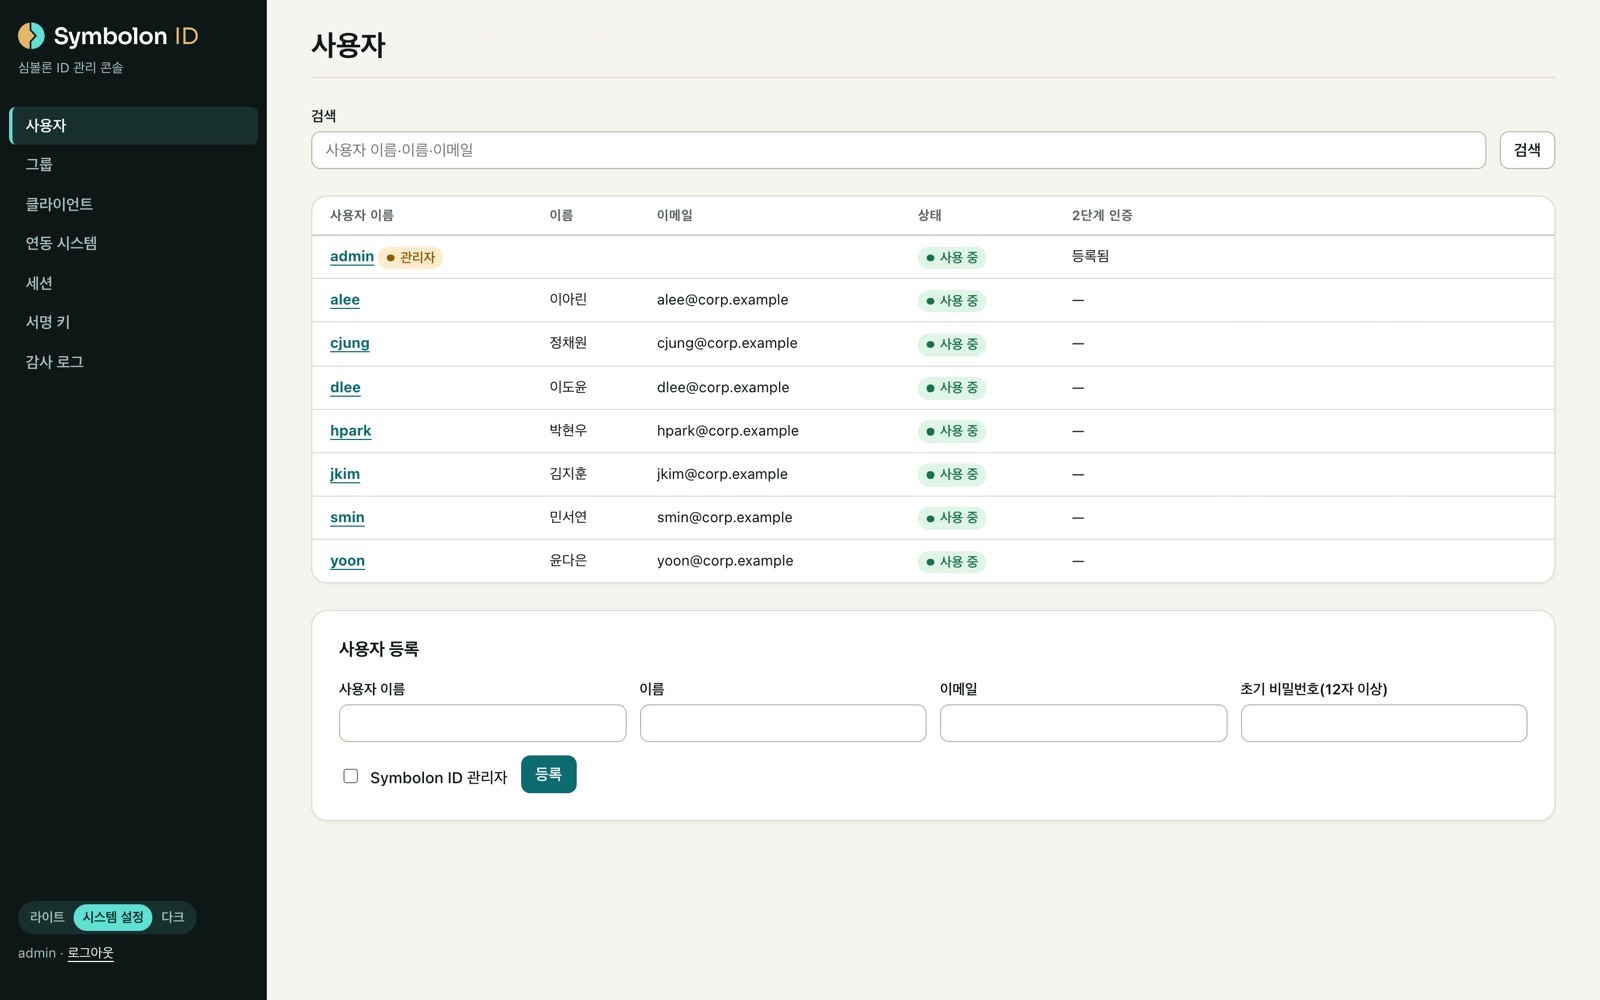 Symbolon ID
심볼론 ID 관리 콘솔
사용자
그룹
클라이언트
연동 시스템
세션
서명 키
감사 로그
라이트 시스템 설정 다크
admin · 로그아웃
사용자
검색
사용자 이름·이름·이메일 검색
사용자 이름 이름 이메일 상태 2단계 인증
admin 관리자 사용 중 등록됨
alee 이아린 alee@corp.example 사용 중 —
cjung 정채원 cjung@corp.example 사용 중 —
dlee 이도윤 dlee@corp.example 사용 중 —
hpark 박현우 hpark@corp.example 사용 중 —
jkim 김지훈 jkim@corp.example 사용 중 —
smin 민서연 smin@corp.example 사용 중 —
yoon 윤다은 yoon@corp.example 사용 중 —
사용자 등록
사용자 이름 이름 이메일 초기 비밀번호(12자 이상)
Symbolon ID 관리자 등록